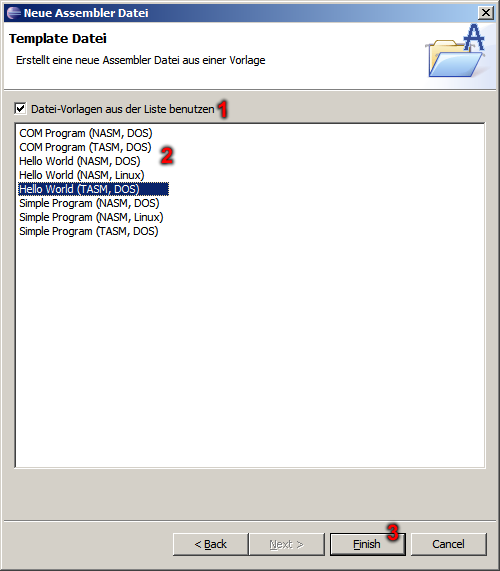 Neue Assembler Datei
Template Datei
Erstellt eine neue Assembler Datei aus einer Vorlage
A
Datei-Vorlagen aus der Liste benutzen 1
COM Program (NASM, DOS)
COM Program (TASM, DOS)
2
Hello World (NASM, DOS)
Hello World (NASM, Linux)
Hello World (TASM, DOS)
Simple Program (NASM, DOS)
Simple Program (NASM, Linux)
Simple Program (TASM, DOS)
3
< Back Next > Finish Cancel